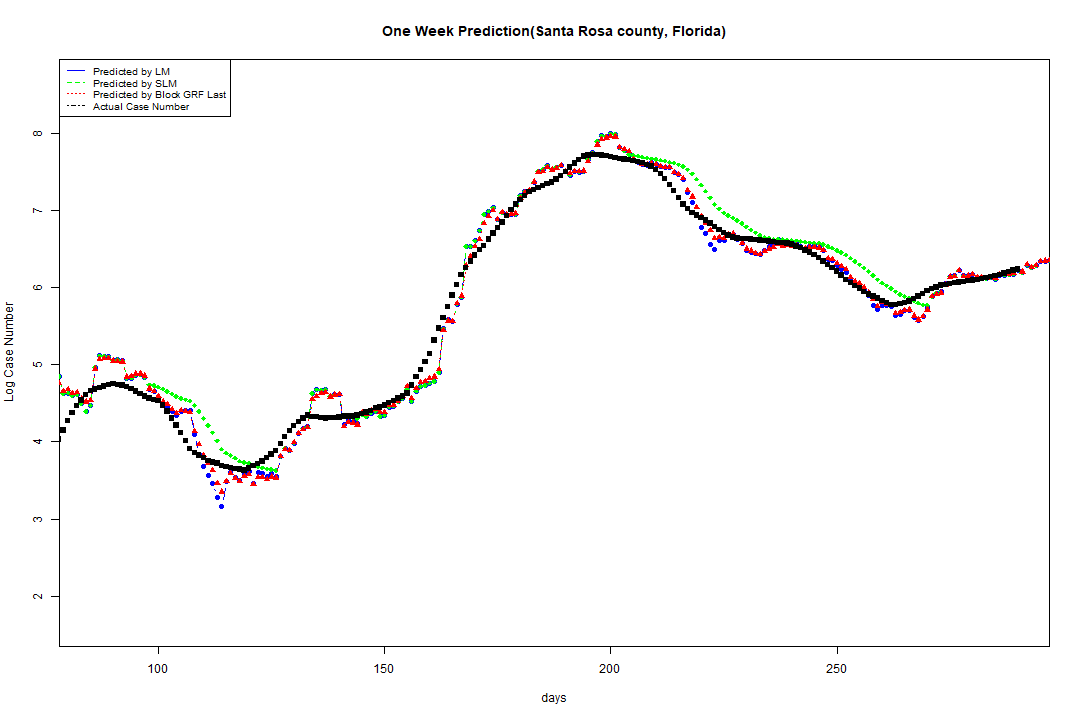 One Week Prediction(Santa Rosa county, Florida)
Predicted by LM
Predicted by SLM
Predicted by Block GRF Last
Actual Case Number
8
7
6
5
4
3
2
Log Case Number
100 150 200 250
days